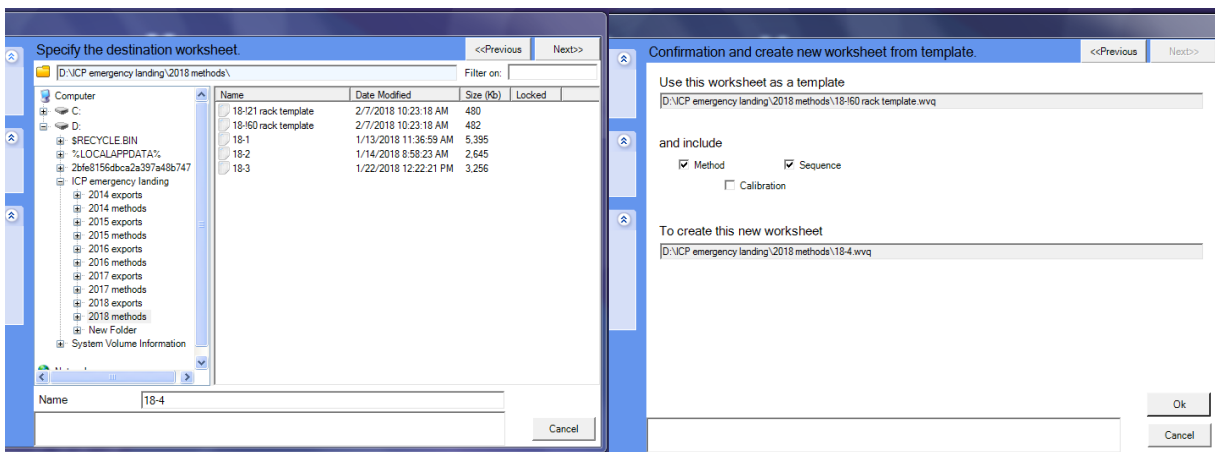 Specify the destination worksheet.
<<Previous
Next>>
D:\ICP emergency landing\2018 methods\
Filter on:
Computer
C:
D:
$RECYCLE.BIN
%LOCALAPPDATA%
2bfe8156dbca2a397a48b747
ICP emergency landing
2014 exports
2014 methods
2015 exports
2015 methods
2016 exports
2016 methods
2017 exports
2017 methods
2018 exports
2018 methods
New Folder
System Volume Information
Name Date Modified Size (Kb) Locked
18-!21 rack template 2/7/2018 10:23:18 AM 480
18-!60 rack template 2/7/2018 10:23:18 AM 482
18-1 1/13/2018 11:36:59 AM 5,395
18-2 1/14/2018 8:58:23 AM 2,645
18-3 1/22/2018 12:22:21 PM 3,256
Name 18-4
Cancel
Confirmation and create new worksheet from template.
<<Previous
Next>>
Use this worksheet as a template
D:\ICP emergency landing\2018 methods\18-!60 rack template.wvq
and include
Method Sequence
Calibration
To create this new worksheet
D:\ICP emergency landing\2018 methods\18-4.wvq
Ok
Cancel